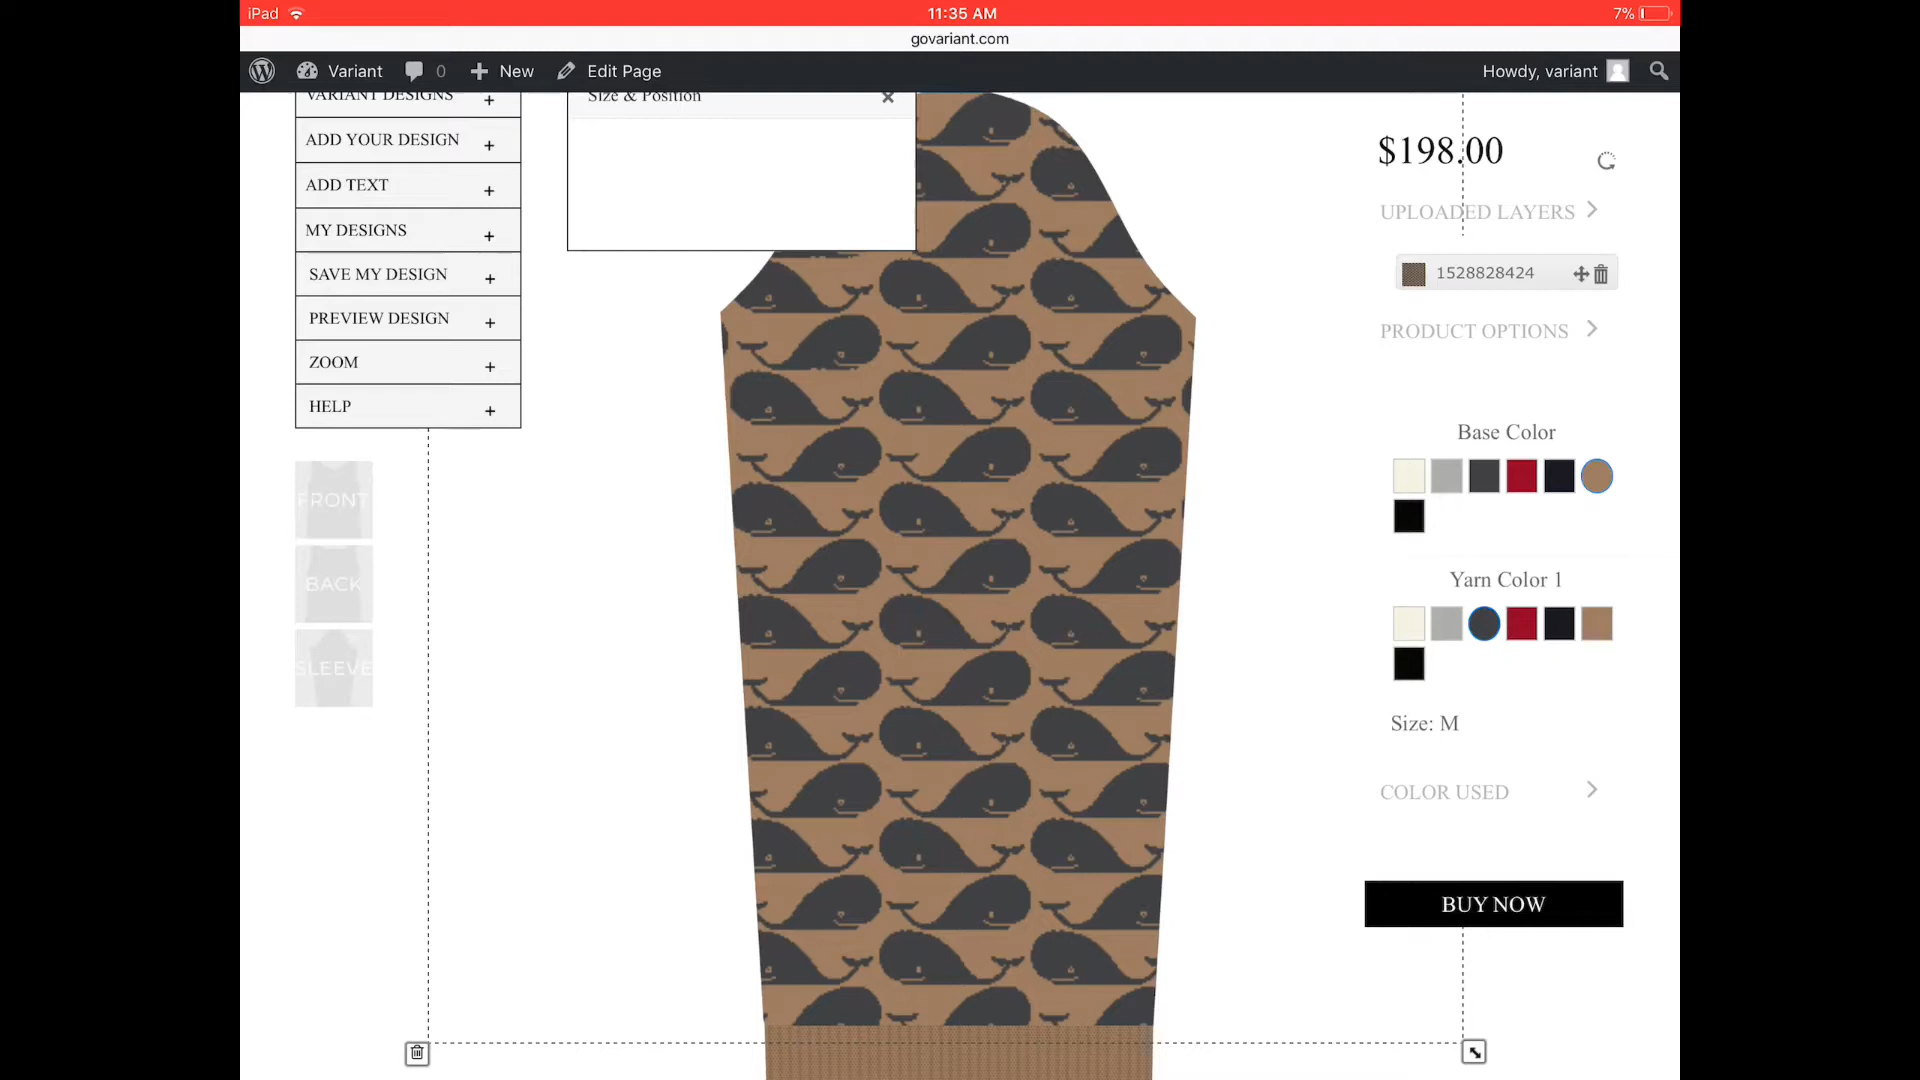 iPad
11:35 AM
7%
govariant.com
Variant
0
New
Edit Page
Howdy, variant
VARIANT DESIGNS +
ADD YOUR DESIGN +
ADD TEXT +
MY DESIGNS +
SAVE MY DESIGN +
PREVIEW DESIGN +
ZOOM +
HELP +
FRONT
BACK
SLEEVE
Size & Position
$198.00
UPLOADED LAYERS
1528828424
PRODUCT OPTIONS
Base Color
Yarn Color 1
Size: M
COLOR USED
BUY NOW